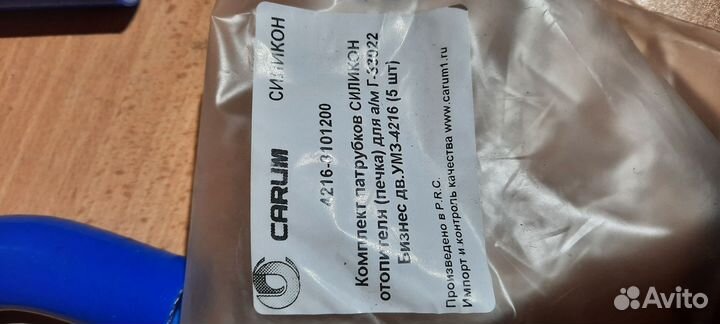 CARUM СИЛИКОН
4216-8101200
Комплект патрубков СИЛИКОН
отопителя (печка) для а/м Г-33022
Бизнес дв.УМЗ-4216 (5 шт)
Произведено в P.R.C.
Импорт и контроль качества www.carum1.ru
Avito